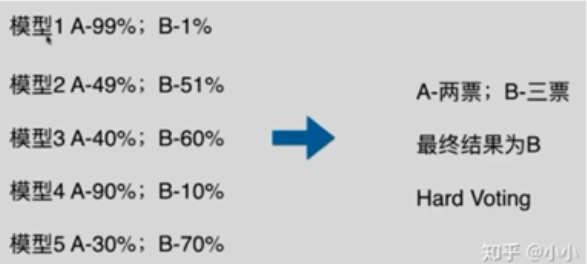 模型1 A-99%；B-1%
模型2 A-49%；B-51%
模型3 A-40%；B-60%
模型4 A-90%；B-10%
模型5 A-30%；B-70%
A-两票；B-三票
最终结果为B
Hard Voting
知乎 @小小